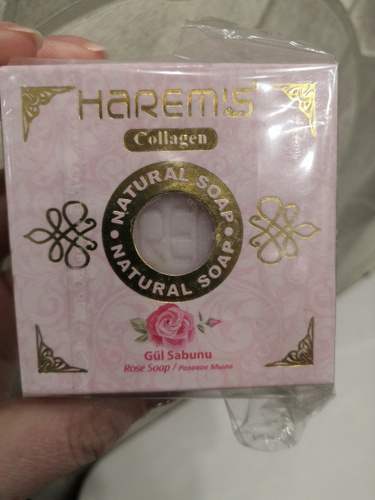 HAREM'S
Collagen
NATURAL SOAP
NATURAL SOAP
Gül Sabunu
Rose Soap / Розовое Мыло